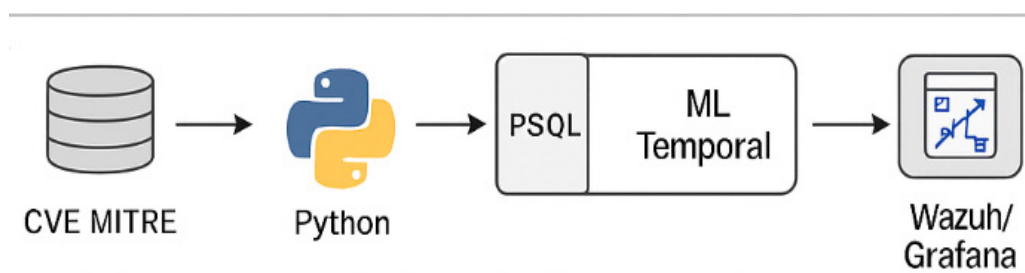 CVE MITRE
Python
PSQL
ML
Temporal
Wazuh/
Grafana